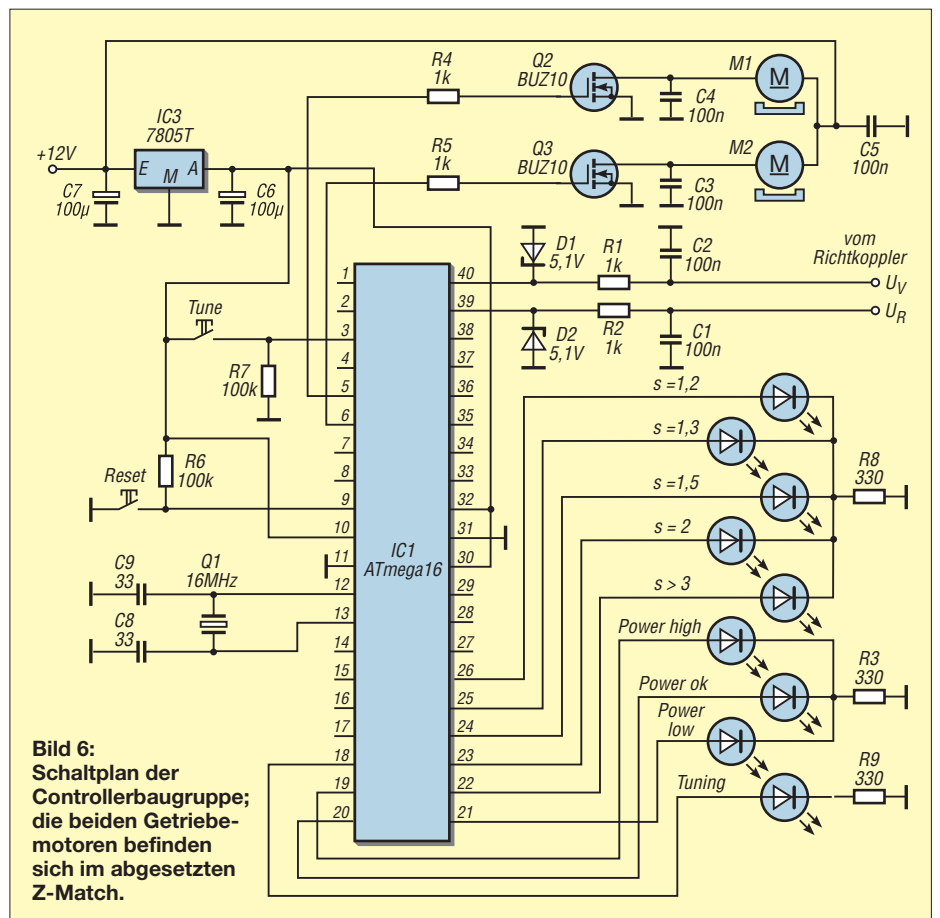 R4
1k
Q2
BUZ10
M1
M
C4
100n
IC3
7805T
+12V
E
M
A
C7
100µ
C6
100µ
R5
1k
Q3
BUZ10
M2
M
C3
100n
C5
100n
D1
5,1V
R1
1k
C2
100n
vom
Richtkoppler
U_V
U_R
D2
5,1V
R2
1k
C1
100n
Tune
R7
100k
R6
100k
Reset
C9
33
Q1
16MHz
C8
33
IC1
ATmega16
1
2
3
4
5
6
7
8
9
10
11
12
13
14
15
16
17
18
19
20
40
39
38
37
36
35
34
33
32
31
30
29
28
27
26
25
24
23
22
21
s =1,2
s =1,3
s =1,5
s = 2
s > 3
R8
330
Power high
Power ok
Power
low
R3
330
Tuning
R9
330
Bild 6:
Schaltplan der
Controllerbaugruppe;
die beiden Getriebe-
motoren befinden
sich im abgesetzten
Z-Match.